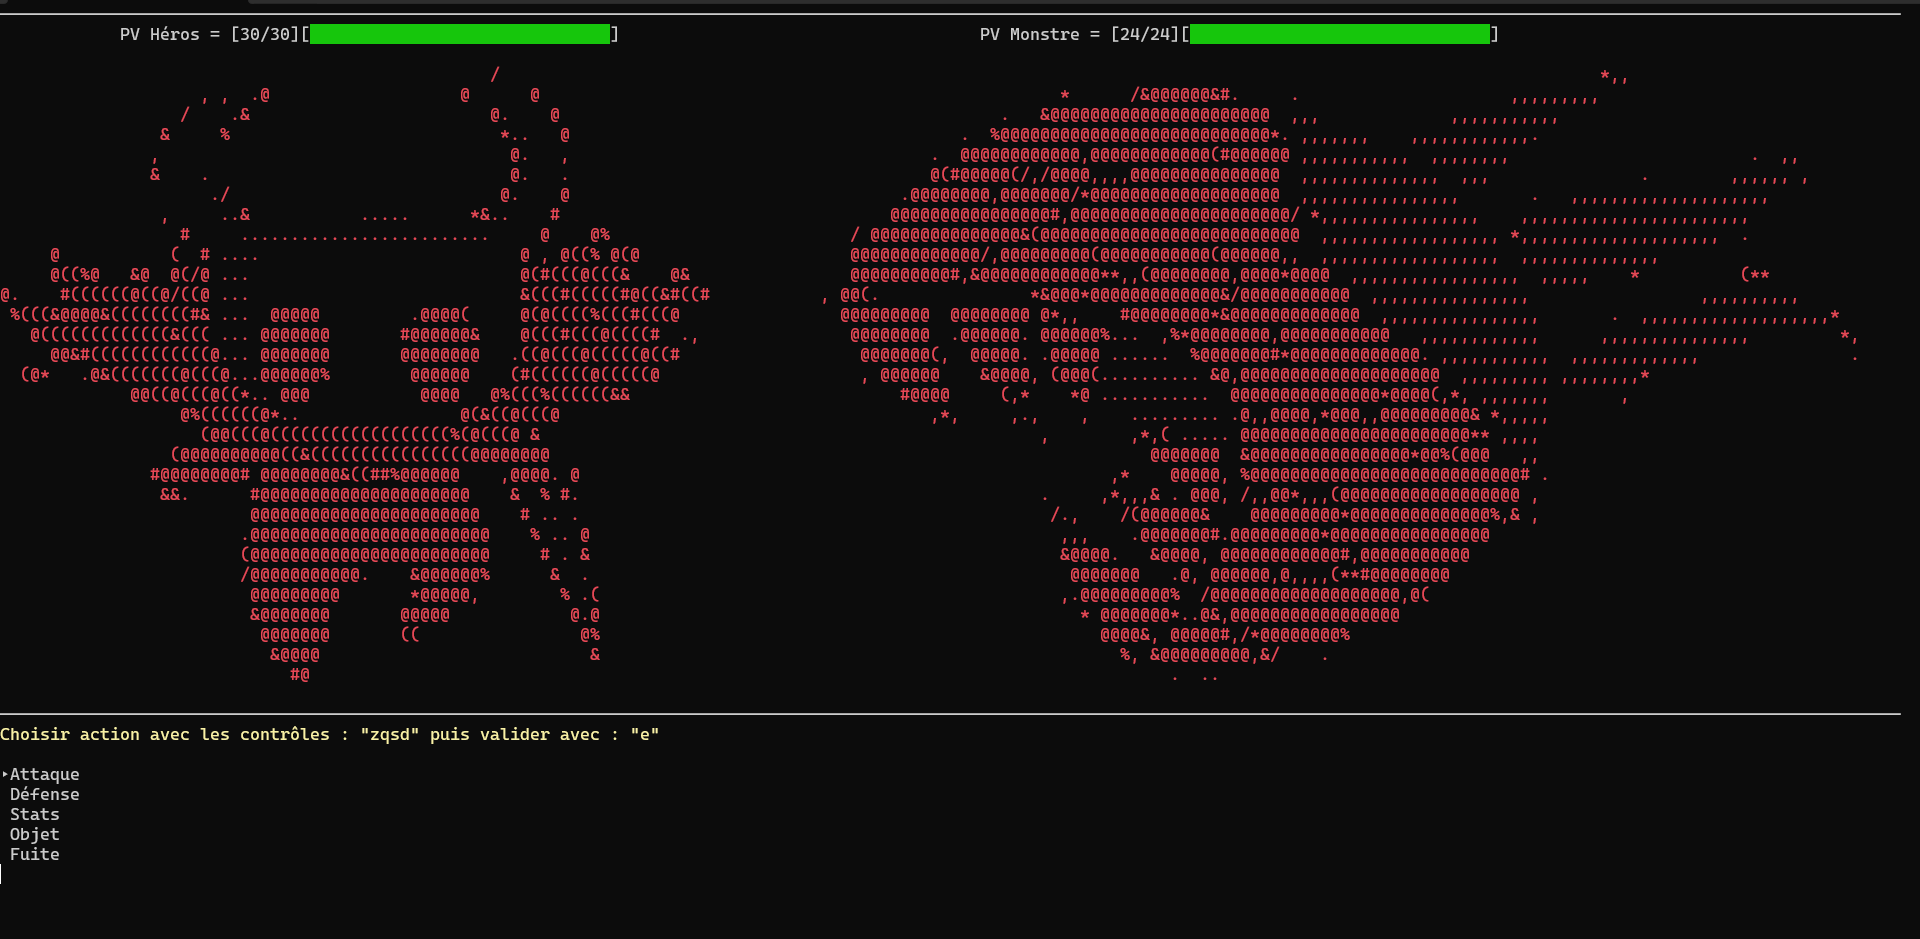 PV Héros = [30/30][ ]
PV Monstre = [24/24][ ]
Choisir action avec les contrôles : "zqsd" puis valider avec : "e"
▸Attaque
Défense
Stats
Objet
Fuite